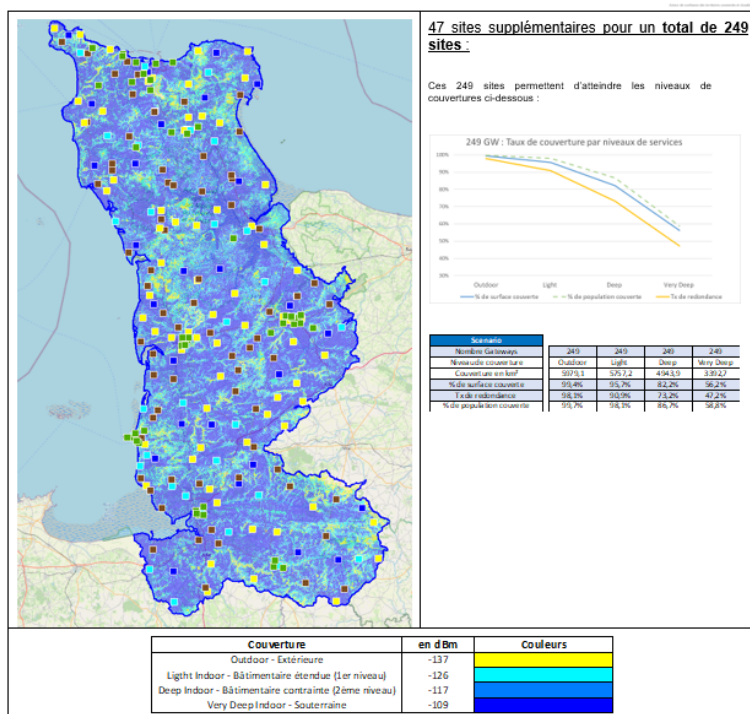 47 sites supplémentaires pour un total de 249
sites :
Ces 249 sites permettent d'atteindre les niveaux de
couvertures ci-dessous :
249 GW : Taux de couverture par niveaux de services
100%
90%
80%
70%
60%
50%
40%
30%
Outdoor Light Deep Very Deep
% de surface couverte % de population couverte Tx de redondance
Scenario
Nombre Gateways 249 249 249 249
Niveau de couverture Outdoor Light Deep Very Deep
Couverture en km² 5979,1 5757,2 4943,9 3392,7
% de surface couverte 99,4% 95,7% 82,2% 56,2%
Tx de redondance 98,1% 90,9% 73,2% 47,2%
% de population couverte 99,7% 98,1% 86,7% 58,8%
Couverture en dBm Couleurs
Outdoor - Extérieure -137
Ligtht Indoor - Bâtimentaire étendue (1er niveau) -126
Deep Indoor - Bâtimentaire contrainte (2ème niveau) -117
Very Deep Indoor - Souterraine -109